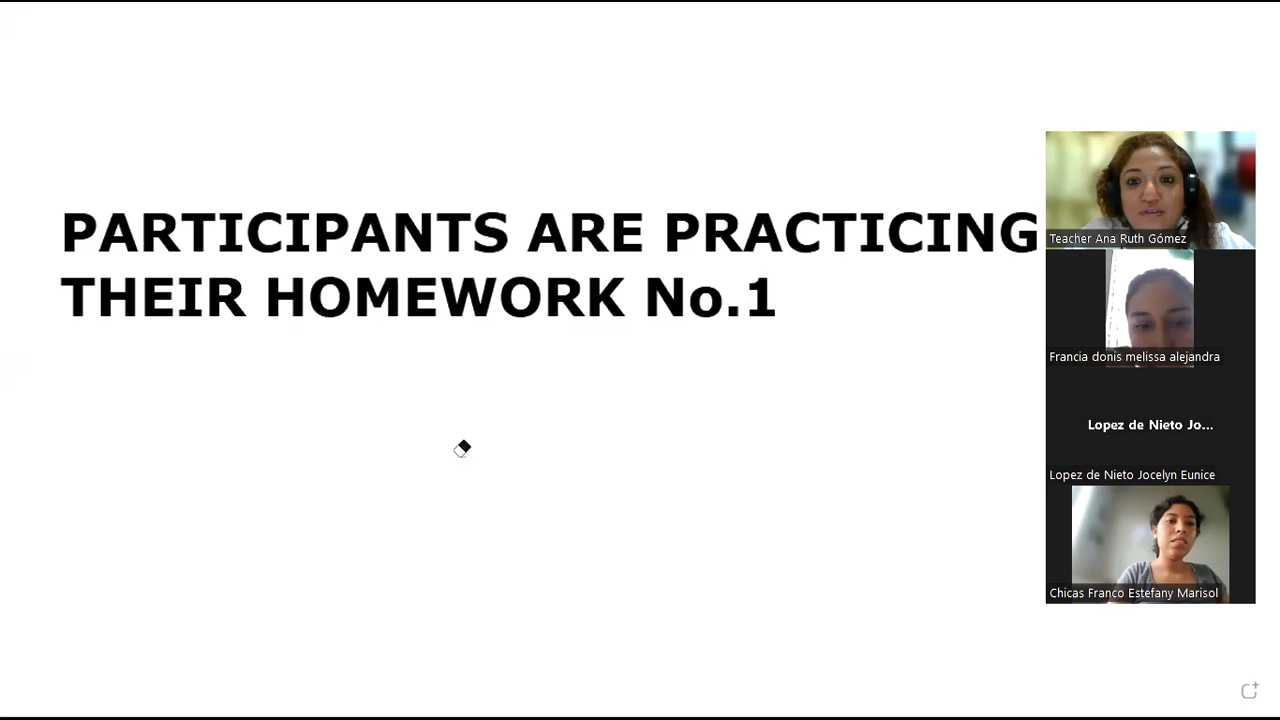 PARTICIPANTS ARE PRACTICING
THEIR HOMEWORK No.1
Teacher Ana Ruth Gómez
Francia donis melissa alejandra
Lopez de Nieto Jo...
Lopez de Nieto Jocelyn Eunice
Chicas Franco Estefany Marisol